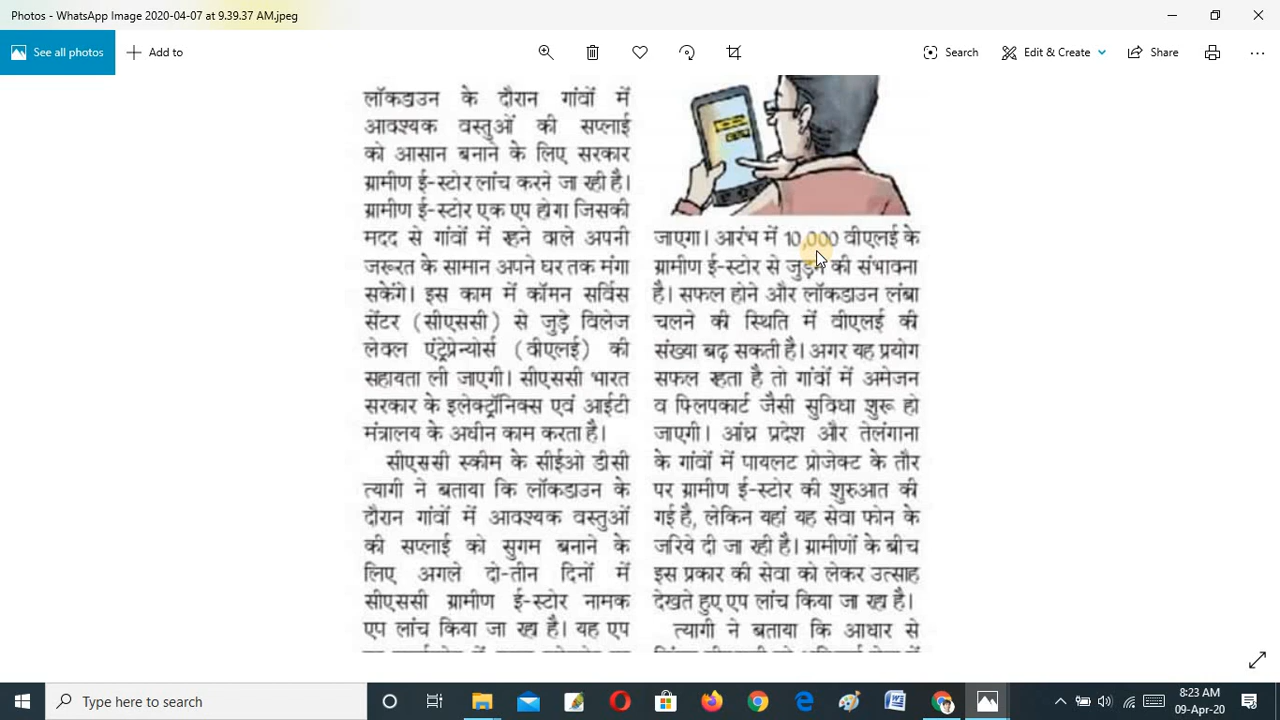 Photos - WhatsApp Image 2020-04-07 at 9.39.37 AM.jpeg
See all photos
Add to
Search
Edit & Create
Share
लॉकडाउन के दौरान गांवों में
आवश्यक वस्तुओं की सप्लाई
को आसान बनाने के लिए सरकार
ग्रामीण ई-स्टोर लांच करने जा रही है।
ग्रामीण ई-स्टोर एक एप होगा जिसकी
मदद से गांवों में रहने वाले अपनी
जरूरत के सामान अपने घर तक मंगा
सकेंगे। इस काम में कॉमन सर्विस
सेंटर (सीएससी) से जुड़े विलेज
लेवल एंट्रेप्रेन्योर्स (वीएलई) की
सहायता ली जाएगी। सीएससी भारत
सरकार के इलेक्ट्रॉनिक्स एवं आईटी
मंत्रालय के अधीन काम करता है।
सीएससी स्कीम के सीईओ डीसी
त्यागी ने बताया कि लॉकडाउन के
दौरान गांवों में आवश्यक वस्तुओं
की सप्लाई को सुगम बनाने के
लिए अगले दो-तीन दिनों में
सीएससी ग्रामीण ई-स्टोर नामक
एप लांच किया जा रहा है। यह एप
जाएगा। आरंभ में 10,000 वीएलई के
ग्रामीण ई-स्टोर से जुड़ने की संभावना
है। सफल होने और लॉकडाउन लंबा
चलने की स्थिति में वीएलई की
संख्या बढ़ सकती है। अगर यह प्रयोग
सफल रहता है तो गांवों में अमेजन
व फ्लिपकार्ट जैसी सुविधा शुरू हो
जाएगी। आंध्र प्रदेश और तेलंगाना
के गांवों में पायलट प्रोजेक्ट के तौर
पर ग्रामीण ई-स्टोर की शुरुआत की
गई है, लेकिन यहां यह सेवा फोन के
जरिये दी जा रही है। ग्रामीणों के बीच
इस प्रकार की सेवा को लेकर उत्साह
देखते हुए एप लांच किया जा रहा है।
त्यागी ने बताया कि आधार से
Type here to search
8:23 AM
09-Apr-20